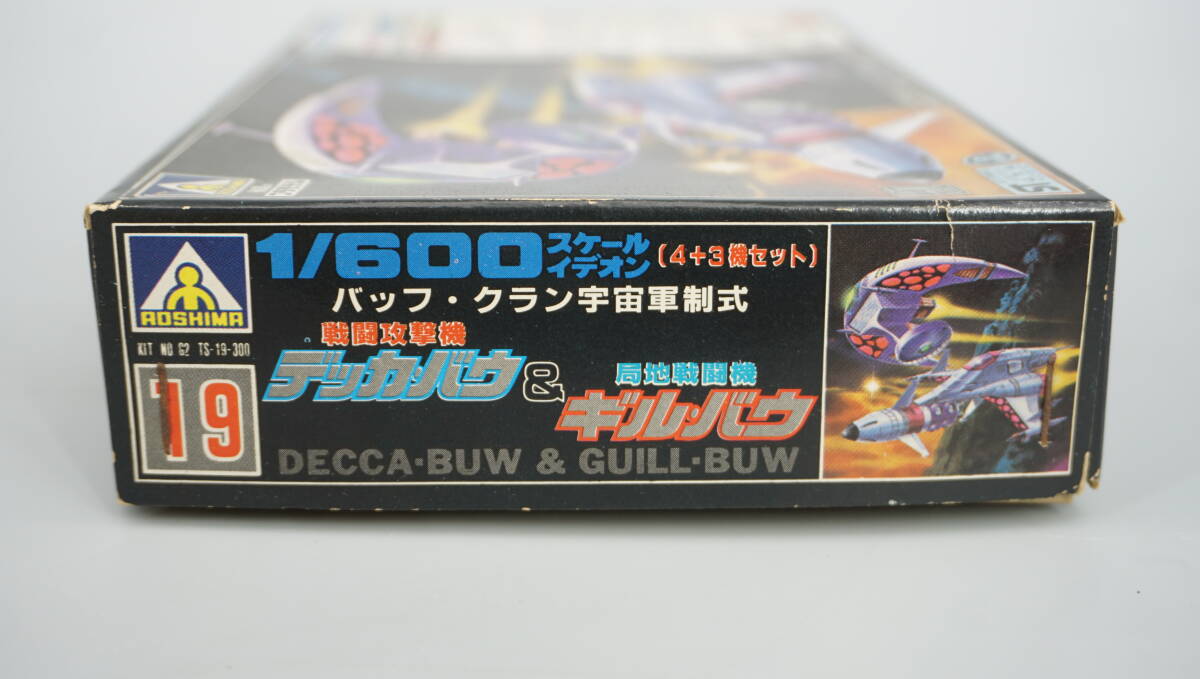 AOSHIMA
1/600 スケール イデオン (4+3機セット)
バッフ・クラン宇宙軍制式
戦闘攻撃機
デッカ・バウ
&
局地戦闘機
ギル・バウ
DECCA・BUW & GUILL・BUW
KIT NO G2 TS-19-300
19